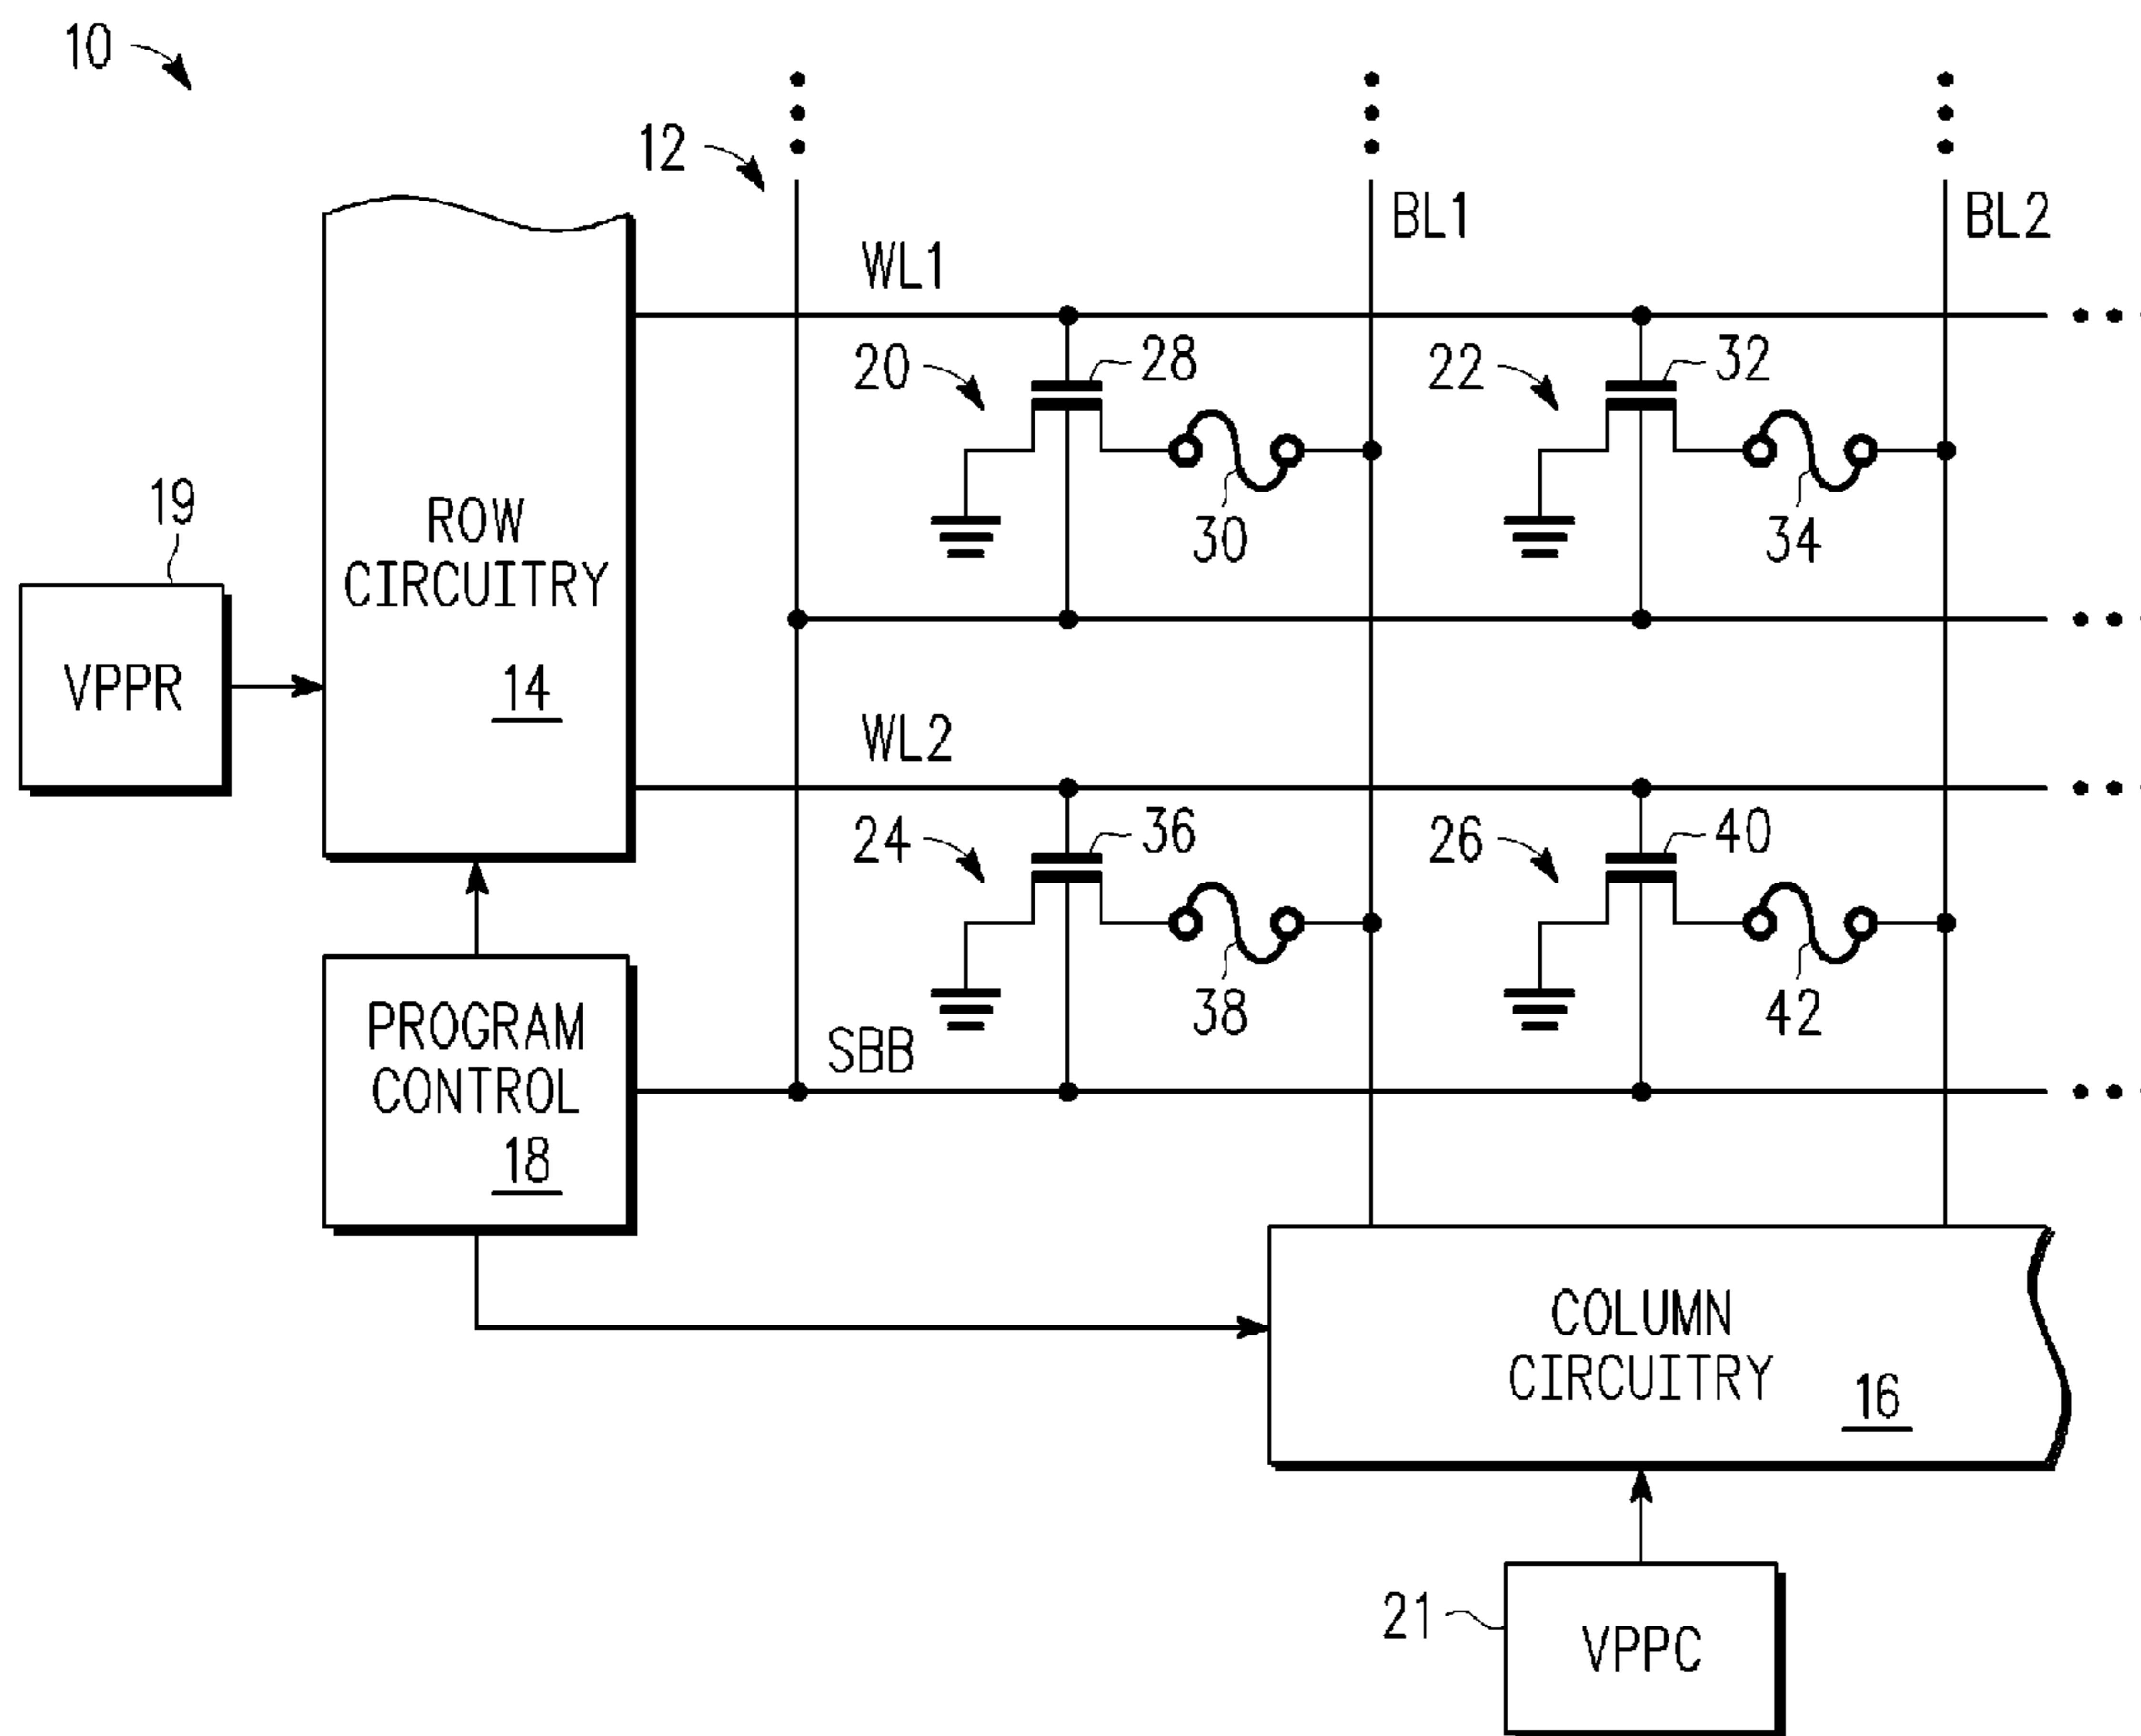 10
12
BL1
BL2
WL1
20
28
22
32
19
ROW
CIRCUITRY
14
30
34
VPPR
WL2
24
36
26
40
PROGRAM
CONTROL
18
38
42
SBB
COLUMN
CIRCUITRY
16
21
VPPC